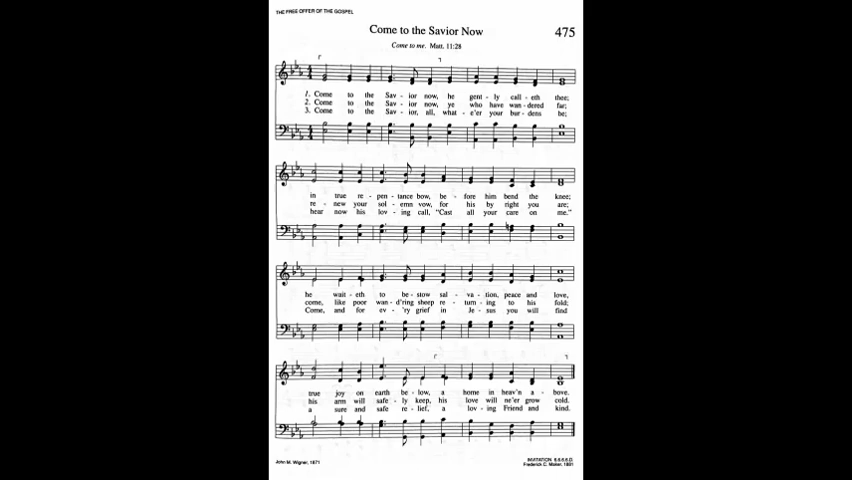 THE FREE OFFER OF THE GOSPEL
Come to the Savior Now 475
Come to me. Matt. 11:28
1. Come to the Sav - ior now, he gent - ly call - eth thee;
2. Come to the Sav - ior now, ye who have wan - dered far;
3. Come to the Sav - ior, all, what - e'er your bur - dens be;
in true re - pen - tance bow, be - fore him bend the knee;
re - new your sol - emn vow, for his by right you are;
hear now his lov - ing call, "Cast all your care on me."
he wait - eth to be - stow sal - va - tion, peace and love,
come, like poor wan - d'ring sheep re - turn - ing to his fold;
Come, and for ev - 'ry grief in Je - sus you will find
true joy on earth be - low, a home in heav'n a - bove.
his arm will safe - ly keep, his love will ne'er grow cold.
a sure and safe re - lief, a lov - ing Friend and kind.
John M. Wigner, 1871
INVITATION 6.6.6.6.D.
Frederick C. Maker, 1881